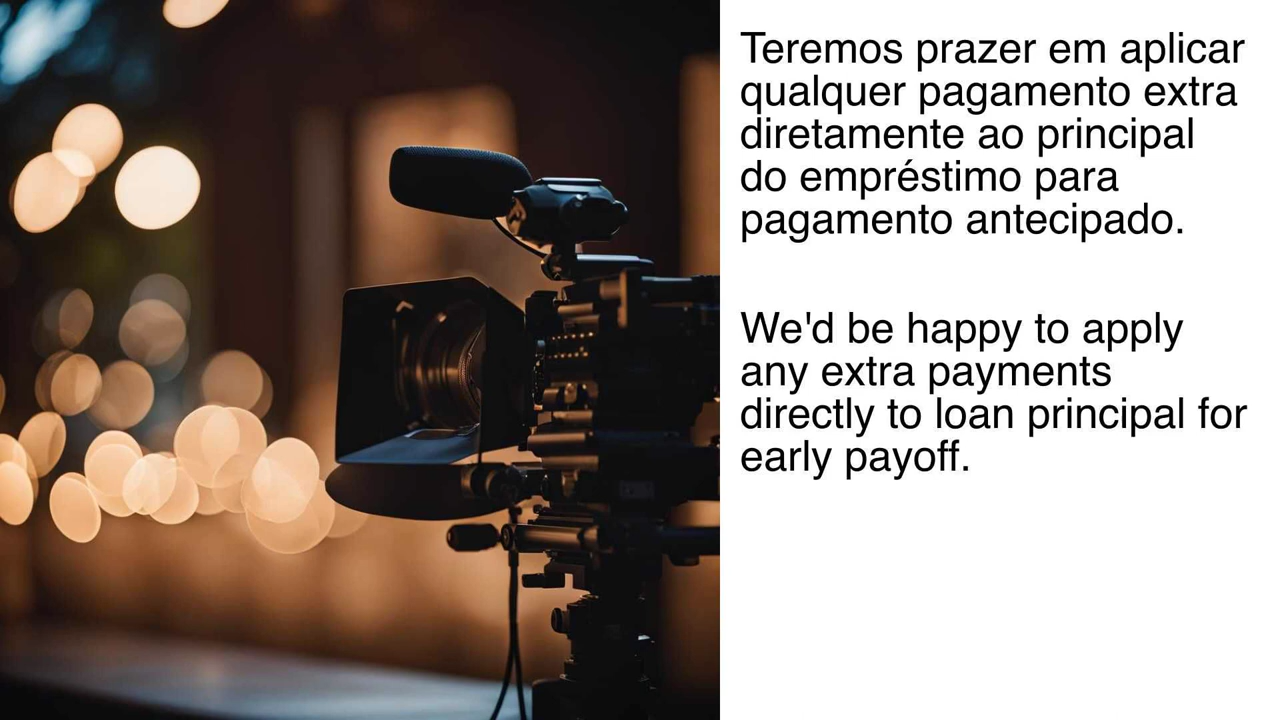 Teremos prazer em aplicar
qualquer pagamento extra
diretamente ao principal
do empréstimo para
pagamento antecipado.
We'd be happy to apply
any extra payments
directly to loan principal for
early payoff.